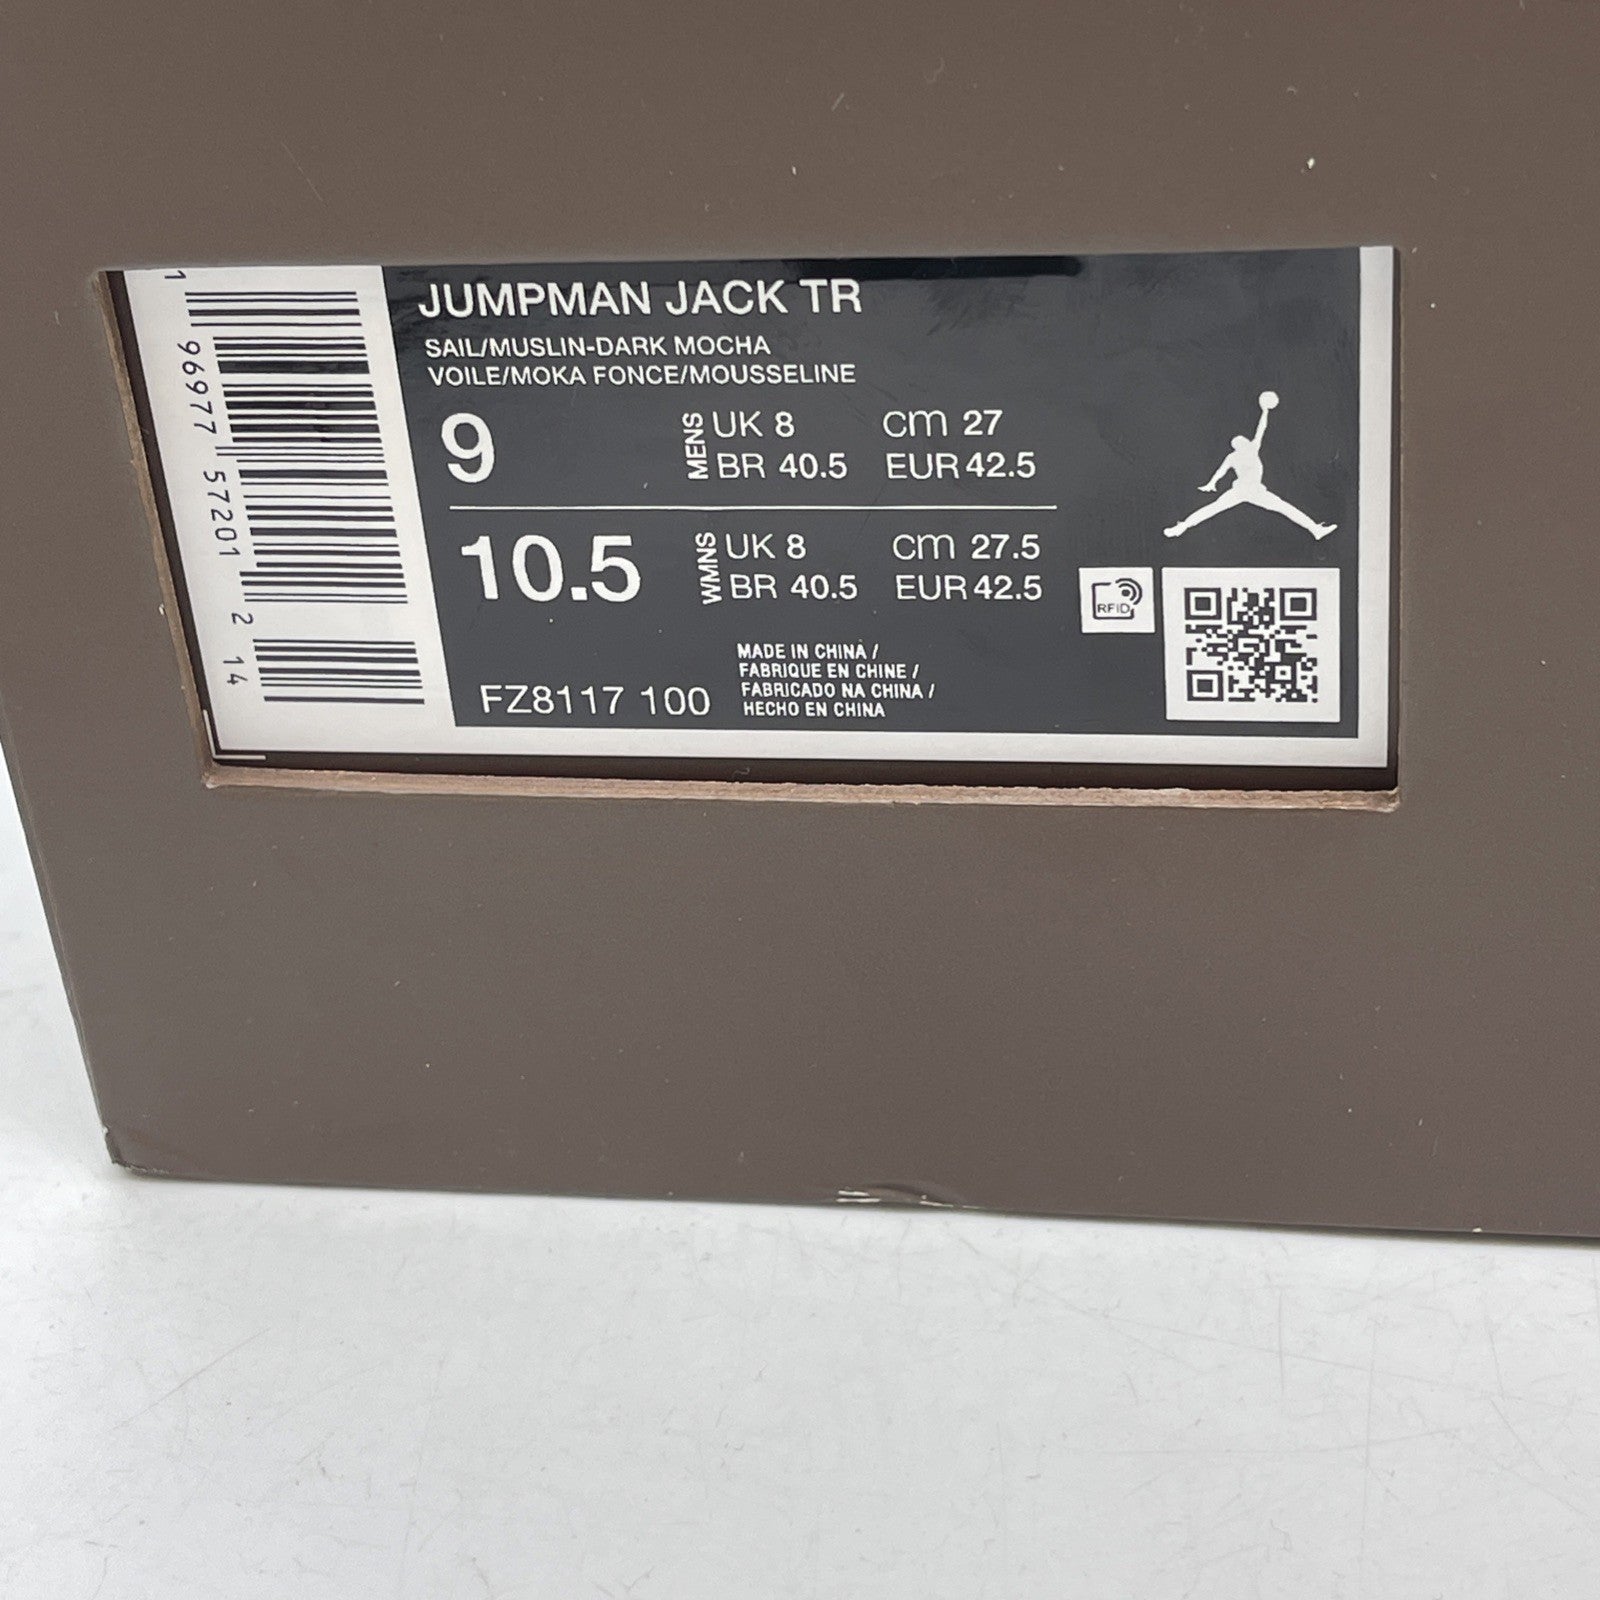 JUMPMAN JACK TR
SAIL/MUSLIN-DARK MOCHA
VOILE/MOKA FONCE/MOUSSELINE
9 MENS UK 8 CM 27
BR 40.5 EUR 42.5
10.5 WMNS UK 8 CM 27.5
BR 40.5 EUR 42.5
RFID
FZ8117 100
MADE IN CHINA /
FABRIQUE EN CHINE /
FABRICADO NA CHINA /
HECHO EN CHINA
1 96977 57201 2 14